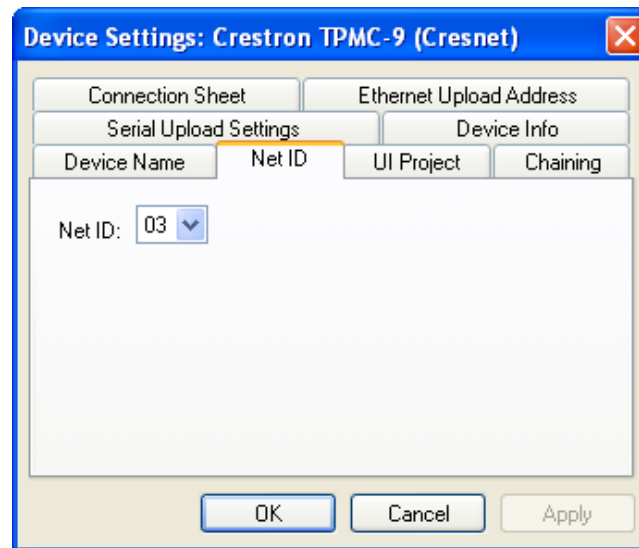 Device Settings: Crestron TPMC-9 (Cresnet)
Connection Sheet Ethernet Upload Address
Serial Upload Settings Device Info
Device Name Net ID UI Project Chaining
Net ID: 03
OK Cancel Apply